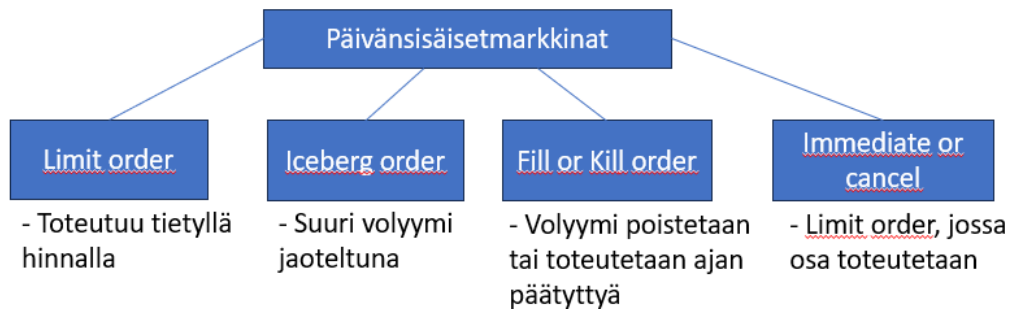 Päivänsisäisetmarkkinat
Limit order
- Toteutuu tietyllä
hinnalla
Iceberg order
- Suuri volyymi
jaoteltuna
Fill or Kill order
- Volyymi poistetaan
tai toteutetaan ajan
päätyttyä
Immediate or
cancel
- Limit order, jossa
osa toteutetaan